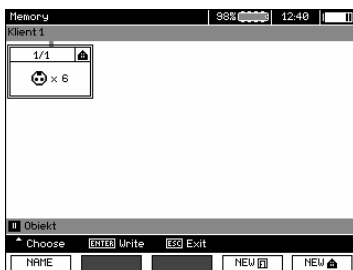 Memory 98% 12:40
Klient 1
1/1
× 6
Obiekt
Choose ENTER Write ESC Exit
NAME NEW NEW